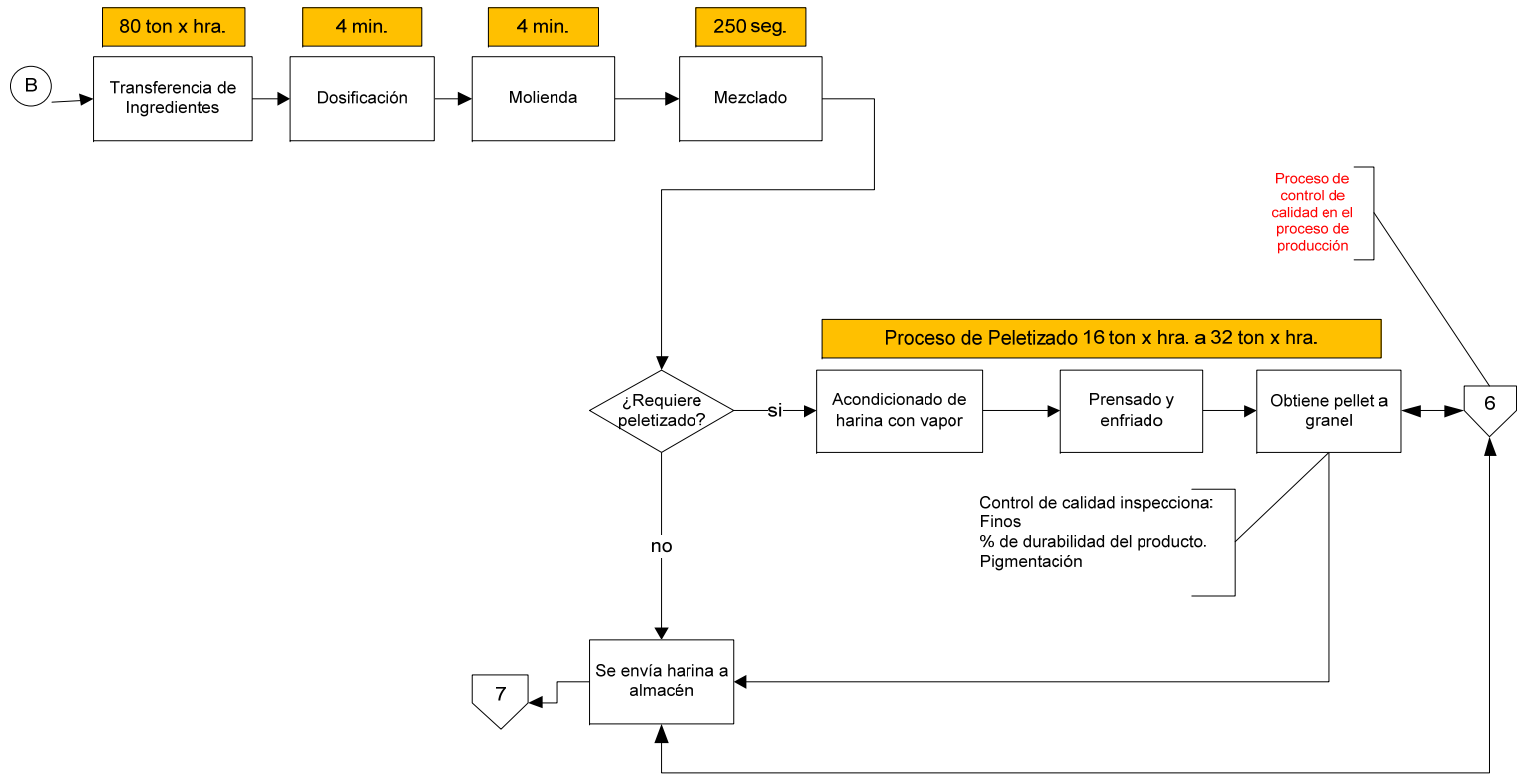 80 ton x hra.
4 min.
4 min.
250 seg.
B
Transferencia de
Ingredientes
Dosificación
Molienda
Mezclado
Proceso de
control de
calidad en el
proceso de
producción
Proceso de Peletizado 16 ton x hra. a 32 ton x hra.
¿Requiere
peletizado?
si
Acondicionado de
harina con vapor
Prensado y
enfriado
Obtiene pellet a
granel
6
Control de calidad inspecciona:
Finos
% de durabilidad del producto.
Pigmentación
no
Se envía harina a
almacén
7